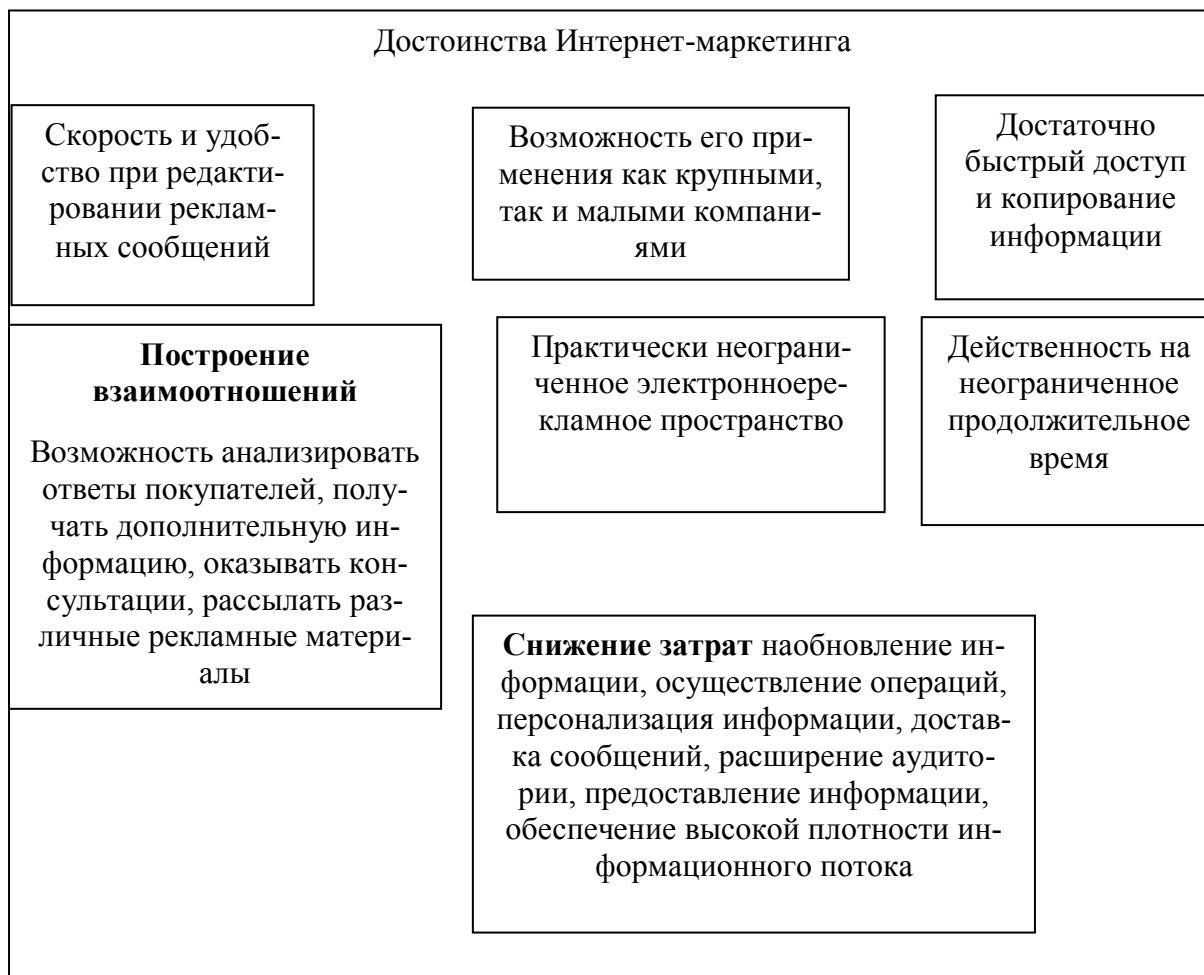 Достоинства Интернет-маркетинга
Скорость и удоб-
ство при редакти-
ровании реклам-
ных сообщений
Возможность его при-
менения как крупными,
так и малыми компани-
ями
Достаточно
быстрый доступ
и копирование
информации
Построение
взаимоотношений
Возможность анализировать
ответы покупателей, полу-
чать дополнительную ин-
формацию, оказывать кон-
сультации, рассылать раз-
личные рекламные матери-
алы
Практически неограни-
ченное электронноере-
кламное пространство
Действенность на
неограниченное
продолжительное
время
Снижение затрат наобновление ин-
формации, осуществление операций,
персонализация информации, достав-
ка сообщений, расширение аудито-
рии, предоставление информации,
обеспечение высокой плотности ин-
формационного потока